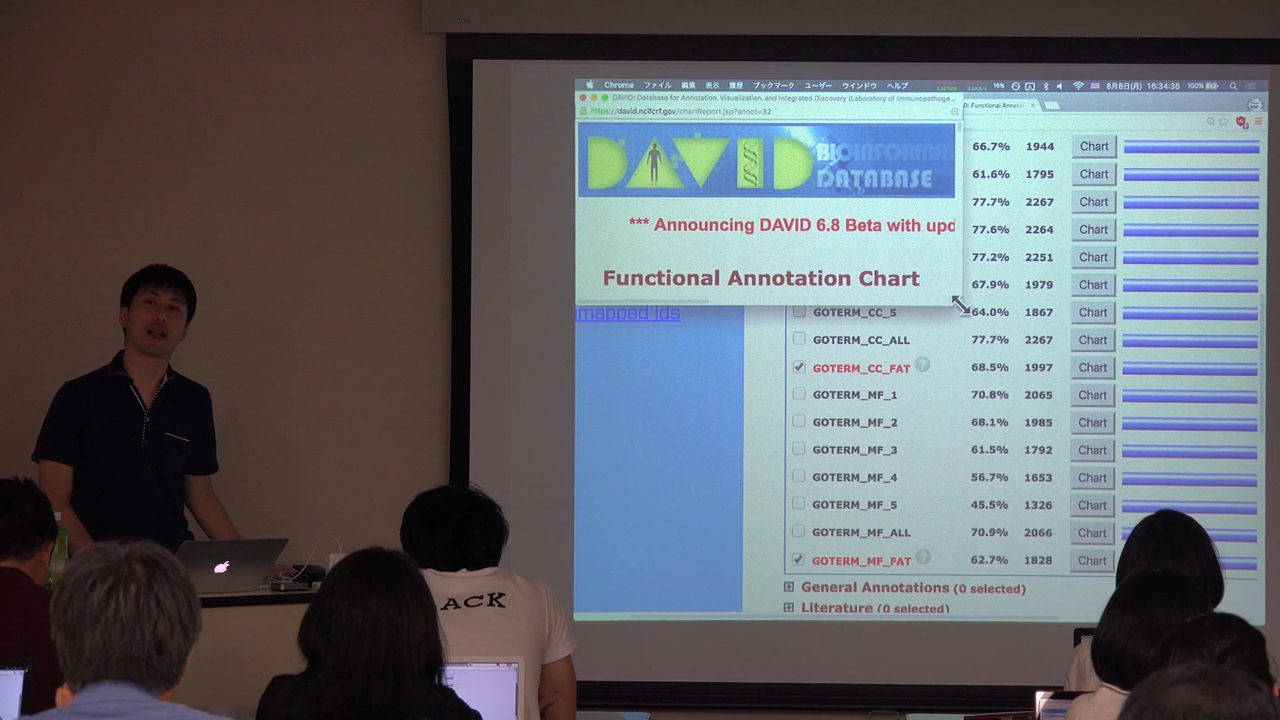 Chrome ファイル 編集 表示 履歴 ブックマーク ユーザー ウインドウ ヘルプ 16% 8月8日(月) 16:34:35 100%
DAVID: Database for Annotation, Visualization, and Integrated Discovery (Laboratory of Immunopathoge
D: Functional Annotat
https://david.ncifcrf.gov/chartReport.jsp?annot=32
DAVID BIOINFORMAT
DATABASE
*** Announcing DAVID 6.8 Beta with upd
Functional Annotation Chart
66.7% 1944 Chart
61.6% 1795 Chart
77.7% 2267 Chart
77.6% 2264 Chart
77.2% 2251 Chart
67.9% 1979 Chart
mapped Ids
GOTERM_CC_5 64.0% 1867 Chart
GOTERM_CC_ALL 77.7% 2267 Chart
GOTERM_CC_FAT 68.5% 1997 Chart
GOTERM_MF_1 70.8% 2065 Chart
GOTERM_MF_2 68.1% 1985 Chart
GOTERM_MF_3 61.5% 1792 Chart
GOTERM_MF_4 56.7% 1653 Chart
GOTERM_MF_5 45.5% 1326 Chart
GOTERM_MF_ALL 70.9% 2066 Chart
GOTERM_MF_FAT 62.7% 1828 Chart
General Annotations (0 selected)
Literature (0 selected)
ACK